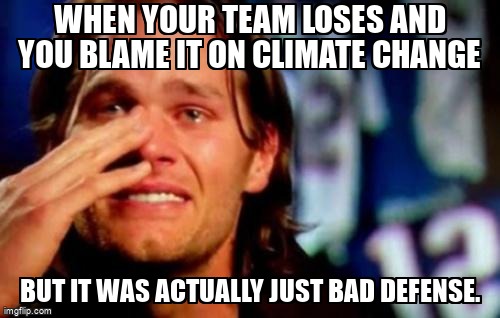 WHEN YOUR TEAM LOSES AND
YOU BLAME IT ON CLIMATE CHANGE
BUT IT WAS ACTUALLY JUST BAD DEFENSE.
imgflip.com